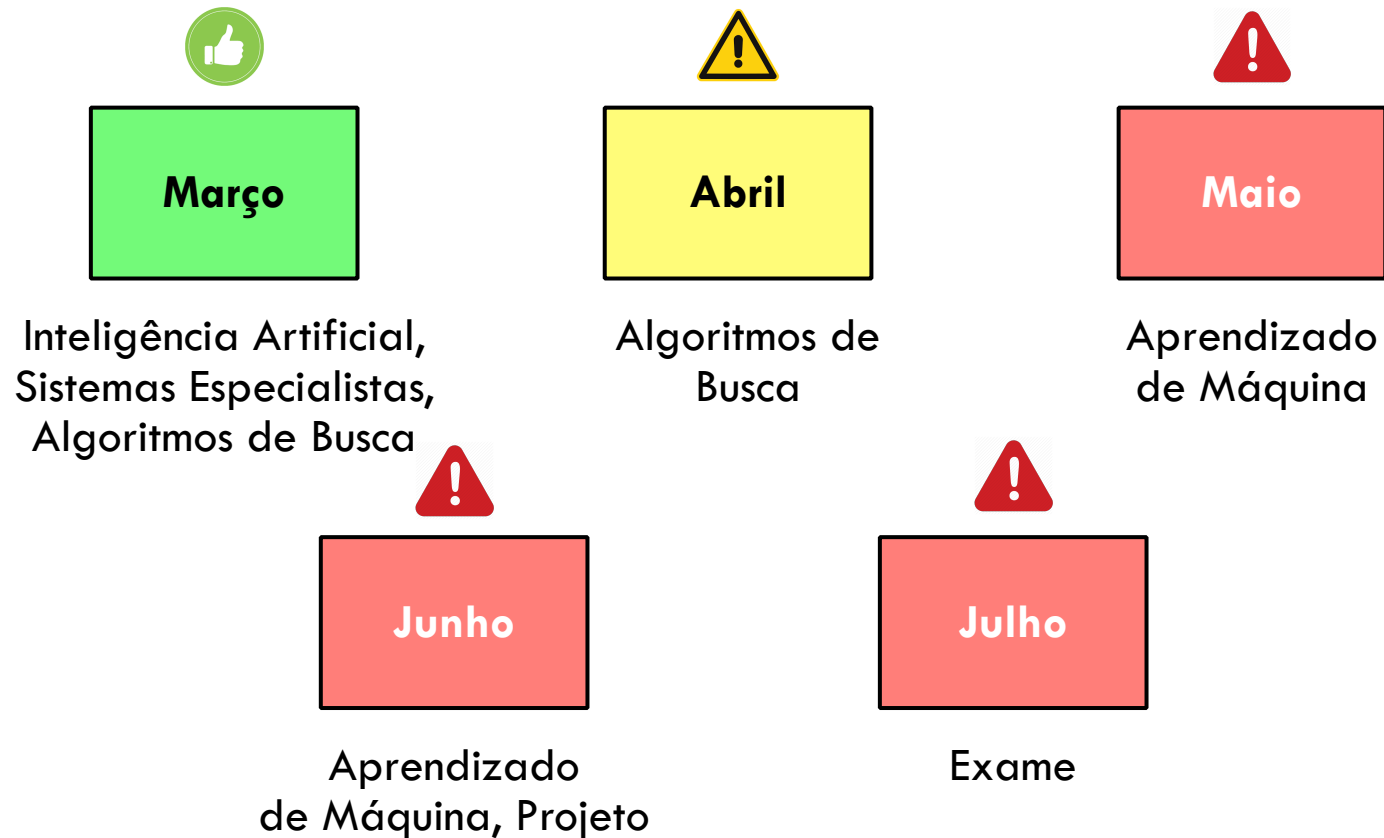 Março
Inteligência Artificial,
Sistemas Especialistas,
Algoritmos de Busca
Abril
Algoritmos de
Busca
Maio
Aprendizado
de Máquina
Junho
Aprendizado
de Máquina, Projeto
Julho
Exame